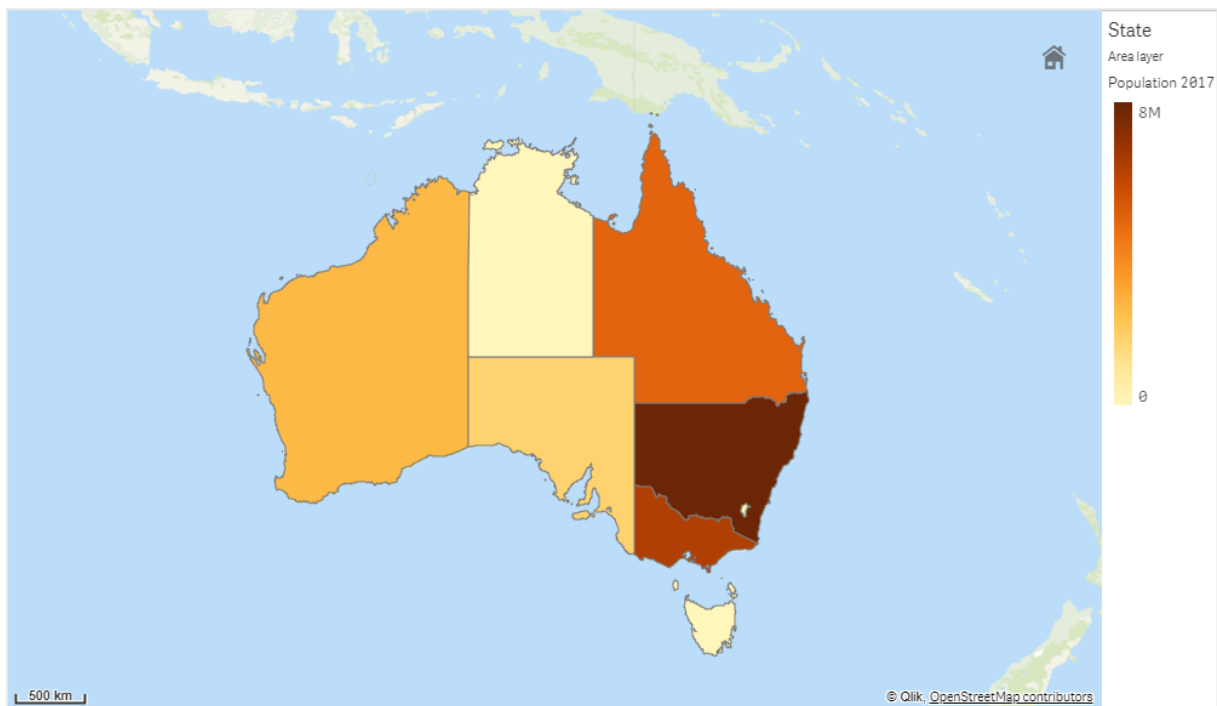 State
Area layer
Population 2017
8M
0
500 km
© Qlik, OpenStreetMap contributors